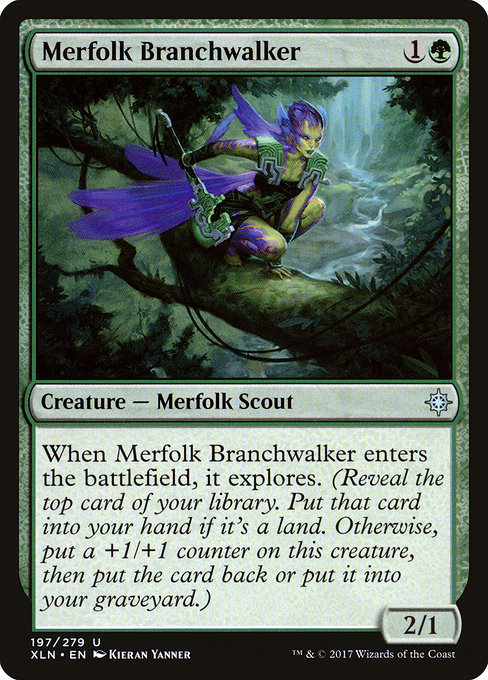 Merfolk Branchwalker 1
Creature — Merfolk Scout
When Merfolk Branchwalker enters
the battlefield, it explores. (Reveal the
top card of your library. Put that card
into your hand if it's a land. Otherwise,
put a +1/+1 counter on this creature,
then put the card back or put it into
your graveyard.)
2/1
197/279 U
XLN • EN Kieran Yanner ™ & © 2017 Wizards of the Coast